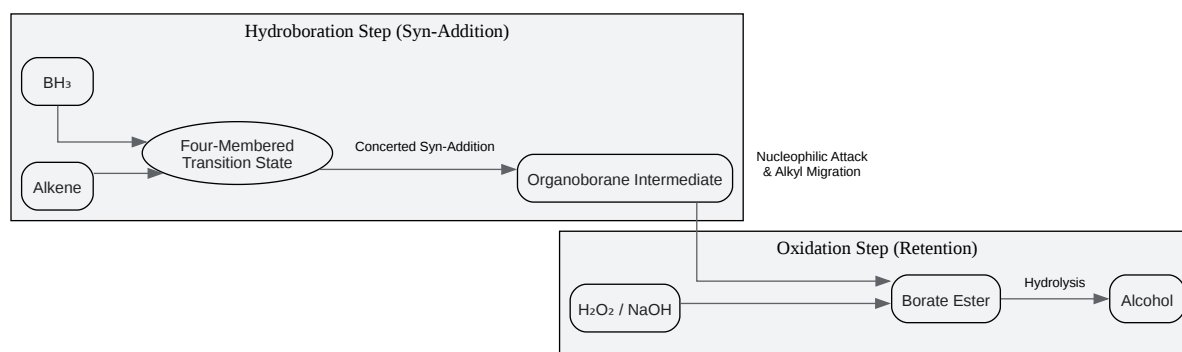 Hydroboration Step (Syn-Addition)
BH₃
Alkene
Four-Membered
Transition State
Concerted Syn-Addition
Organoborane Intermediate
Nucleophilic Attack
& Alkyl Migration
Oxidation Step (Retention)
H₂O₂ / NaOH
Borate Ester
Hydrolysis
Alcohol